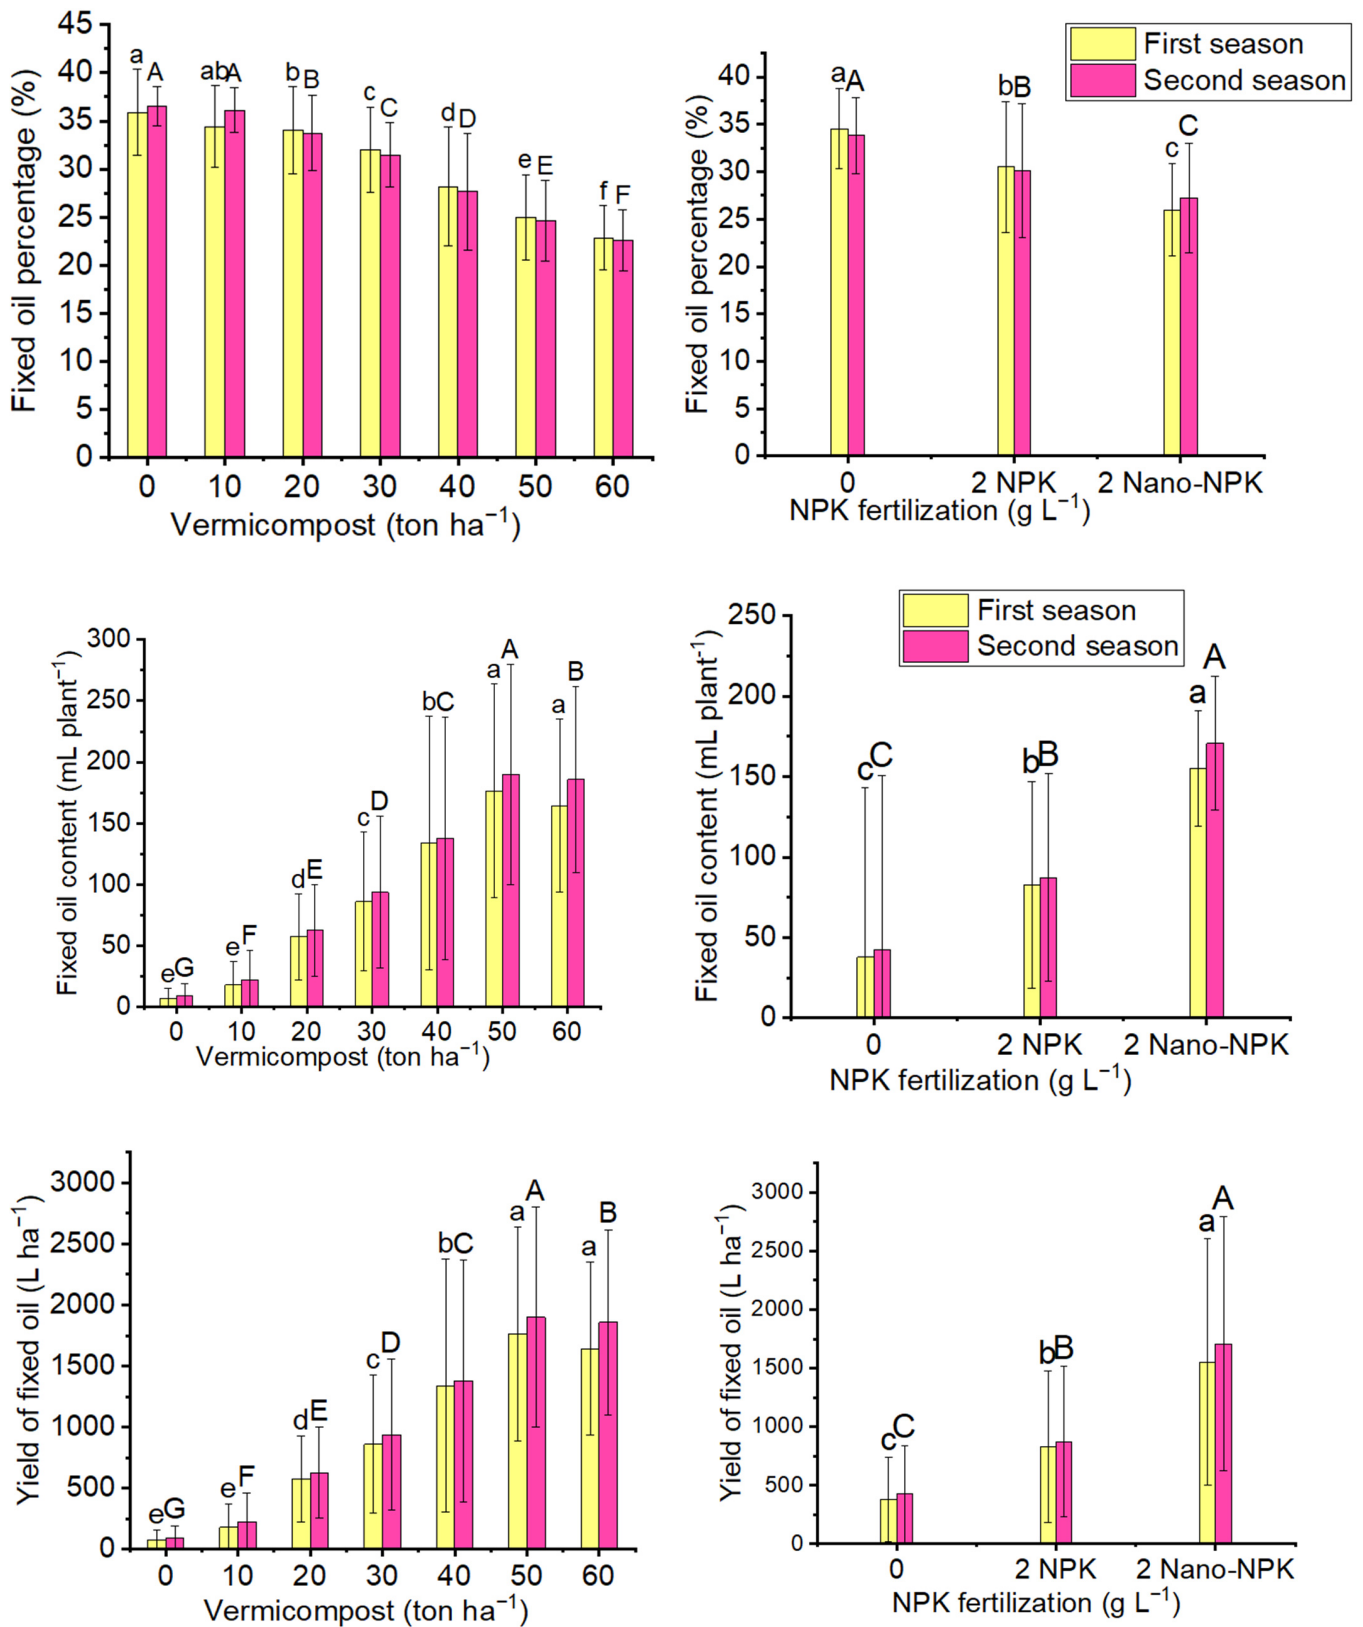 Fixed oil percentage (%)
45
40
35
30
25
20
15
10
5
0
a A
ab A
b B
c C
d D
e E
f F
0 10 20 30 40 50 60
Vermicompost (ton ha⁻¹)
First season
Second season
Fixed oil percentage (%)
40
35
30
25
20
15
10
5
0
a A
b B
c C
0 2 NPK 2 Nano-NPK
NPK fertilization (g L⁻¹)
Fixed oil content (mL plant⁻¹)
300
250
200
150
100
50
0
e G
e F
d E
c D
b C
a A
a B
0 10 20 30 40 50 60
Vermicompost (ton ha⁻¹)
First season
Second season
Fixed oil content (mL plant⁻¹)
250
200
150
100
50
0
c C
b B
a A
0 2 NPK 2 Nano-NPK
NPK fertilization (g L⁻¹)
Yield of fixed oil (L ha⁻¹)
3000
2500
2000
1500
1000
500
0
e G
e F
d E
c D
b C
a A
a B
0 10 20 30 40 50 60
Vermicompost (ton ha⁻¹)
Yield of fixed oil (L ha⁻¹)
3000
2500
2000
1500
1000
500
0
c C
b B
a A
0 2 NPK 2 Nano-NPK
NPK fertilization (g L⁻¹)